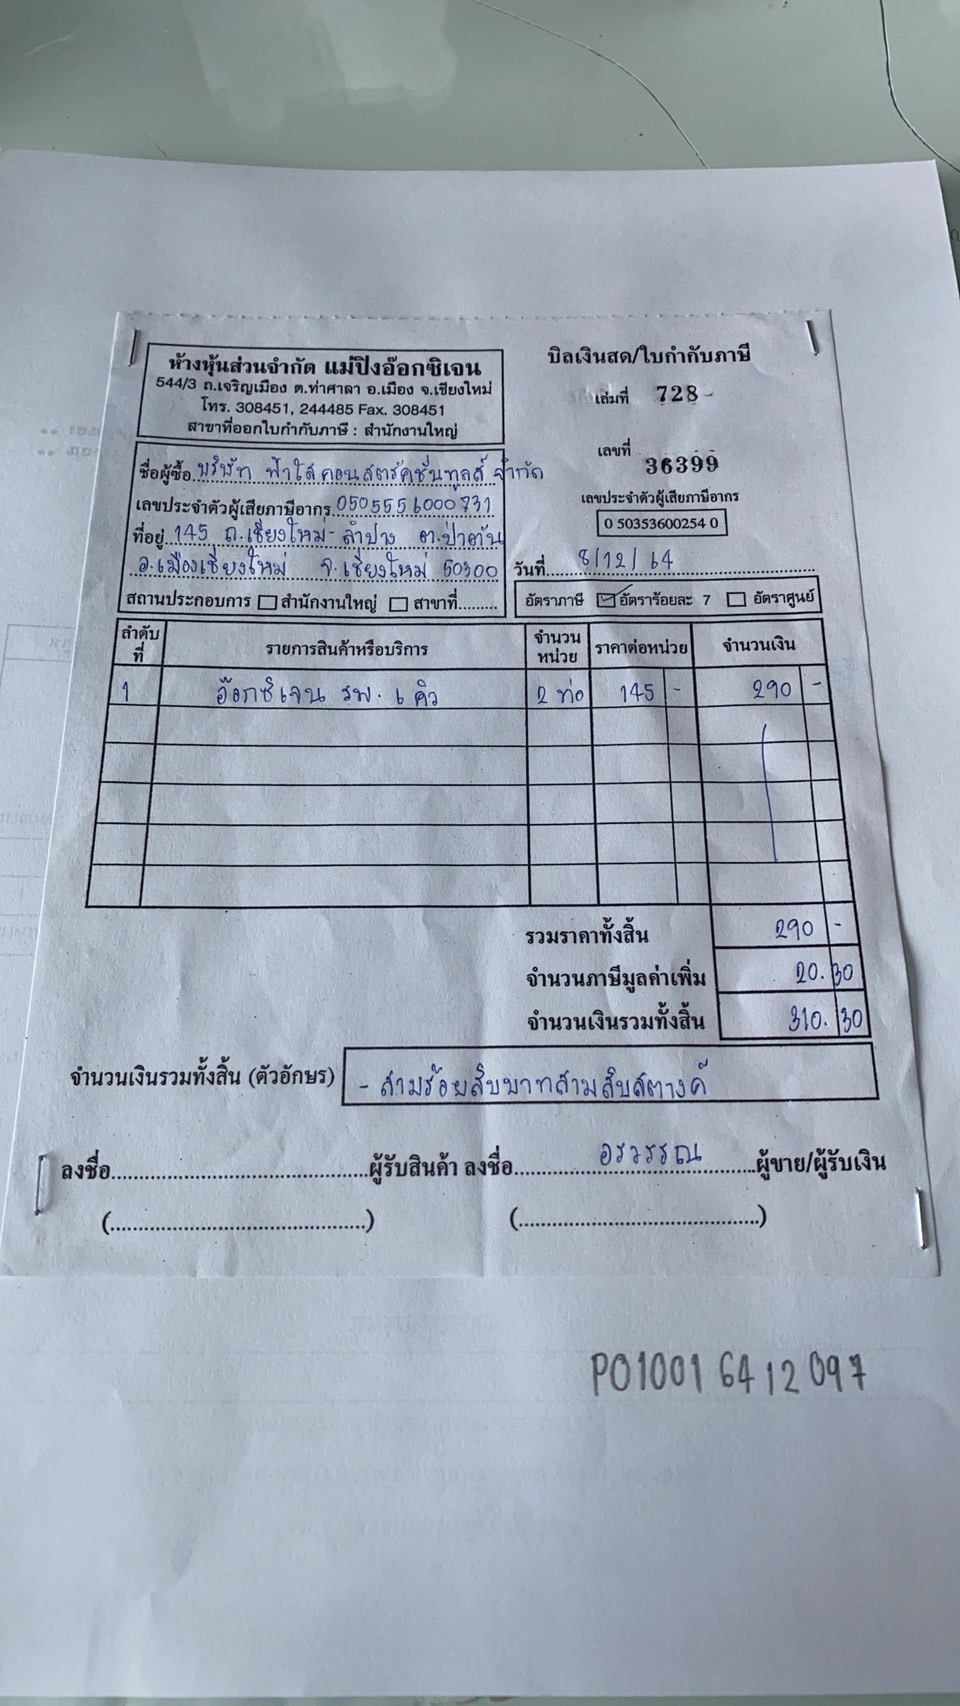 ห้างหุ้นส่วนจำกัด แม่ปิงอ๊อกซิเจน
544/3 ถ.เจริญเมือง ต.ท่าศาลา อ.เมือง จ.เชียงใหม่
โทร. 308451, 244485 Fax. 308451
สาขาที่ออกใบกำกับภาษี : สำนักงานใหญ่
บิลเงินสด/ใบกำกับภาษี
เล่มที่ 728
เลขที่ 36399
เลขประจำตัวผู้เสียภาษีอากร
0 50353600254 0
ชื่อผู้ซื้อ บริษัท ฟ้าใสคอนสตรัคชั่นทูลส์ จำกัด
เลขประจำตัวผู้เสียภาษีอากร 0505556000731
ที่อยู่ 145 ถ.เชียงใหม่-ลำปาง ต.ป่าตัน
อ.เมืองเชียงใหม่ จ.เชียงใหม่ 50300
วันที่ 8/12/64
สถานประกอบการ สำนักงานใหญ่ สาขาที่
อัตราภาษี อัตราร้อยละ 7 อัตราศูนย์
ลำดับที่ รายการสินค้าหรือบริการ จำนวนหน่วย ราคาต่อหน่วย จำนวนเงิน
1 อ๊อกซิเจน รพ. 6 คิว 2 ท่อ 145 - 290 -
รวมราคาทั้งสิ้น 290 -
จำนวนภาษีมูลค่าเพิ่ม 20.30
จำนวนเงินรวมทั้งสิ้น 310.30
จำนวนเงินรวมทั้งสิ้น (ตัวอักษร) - สามร้อยสิบบาทสามสิบสตางค์
ลงชื่อ ผู้รับสินค้า ลงชื่อ อรวรรณ ผู้ขาย/ผู้รับเงิน
PO1001 6412097